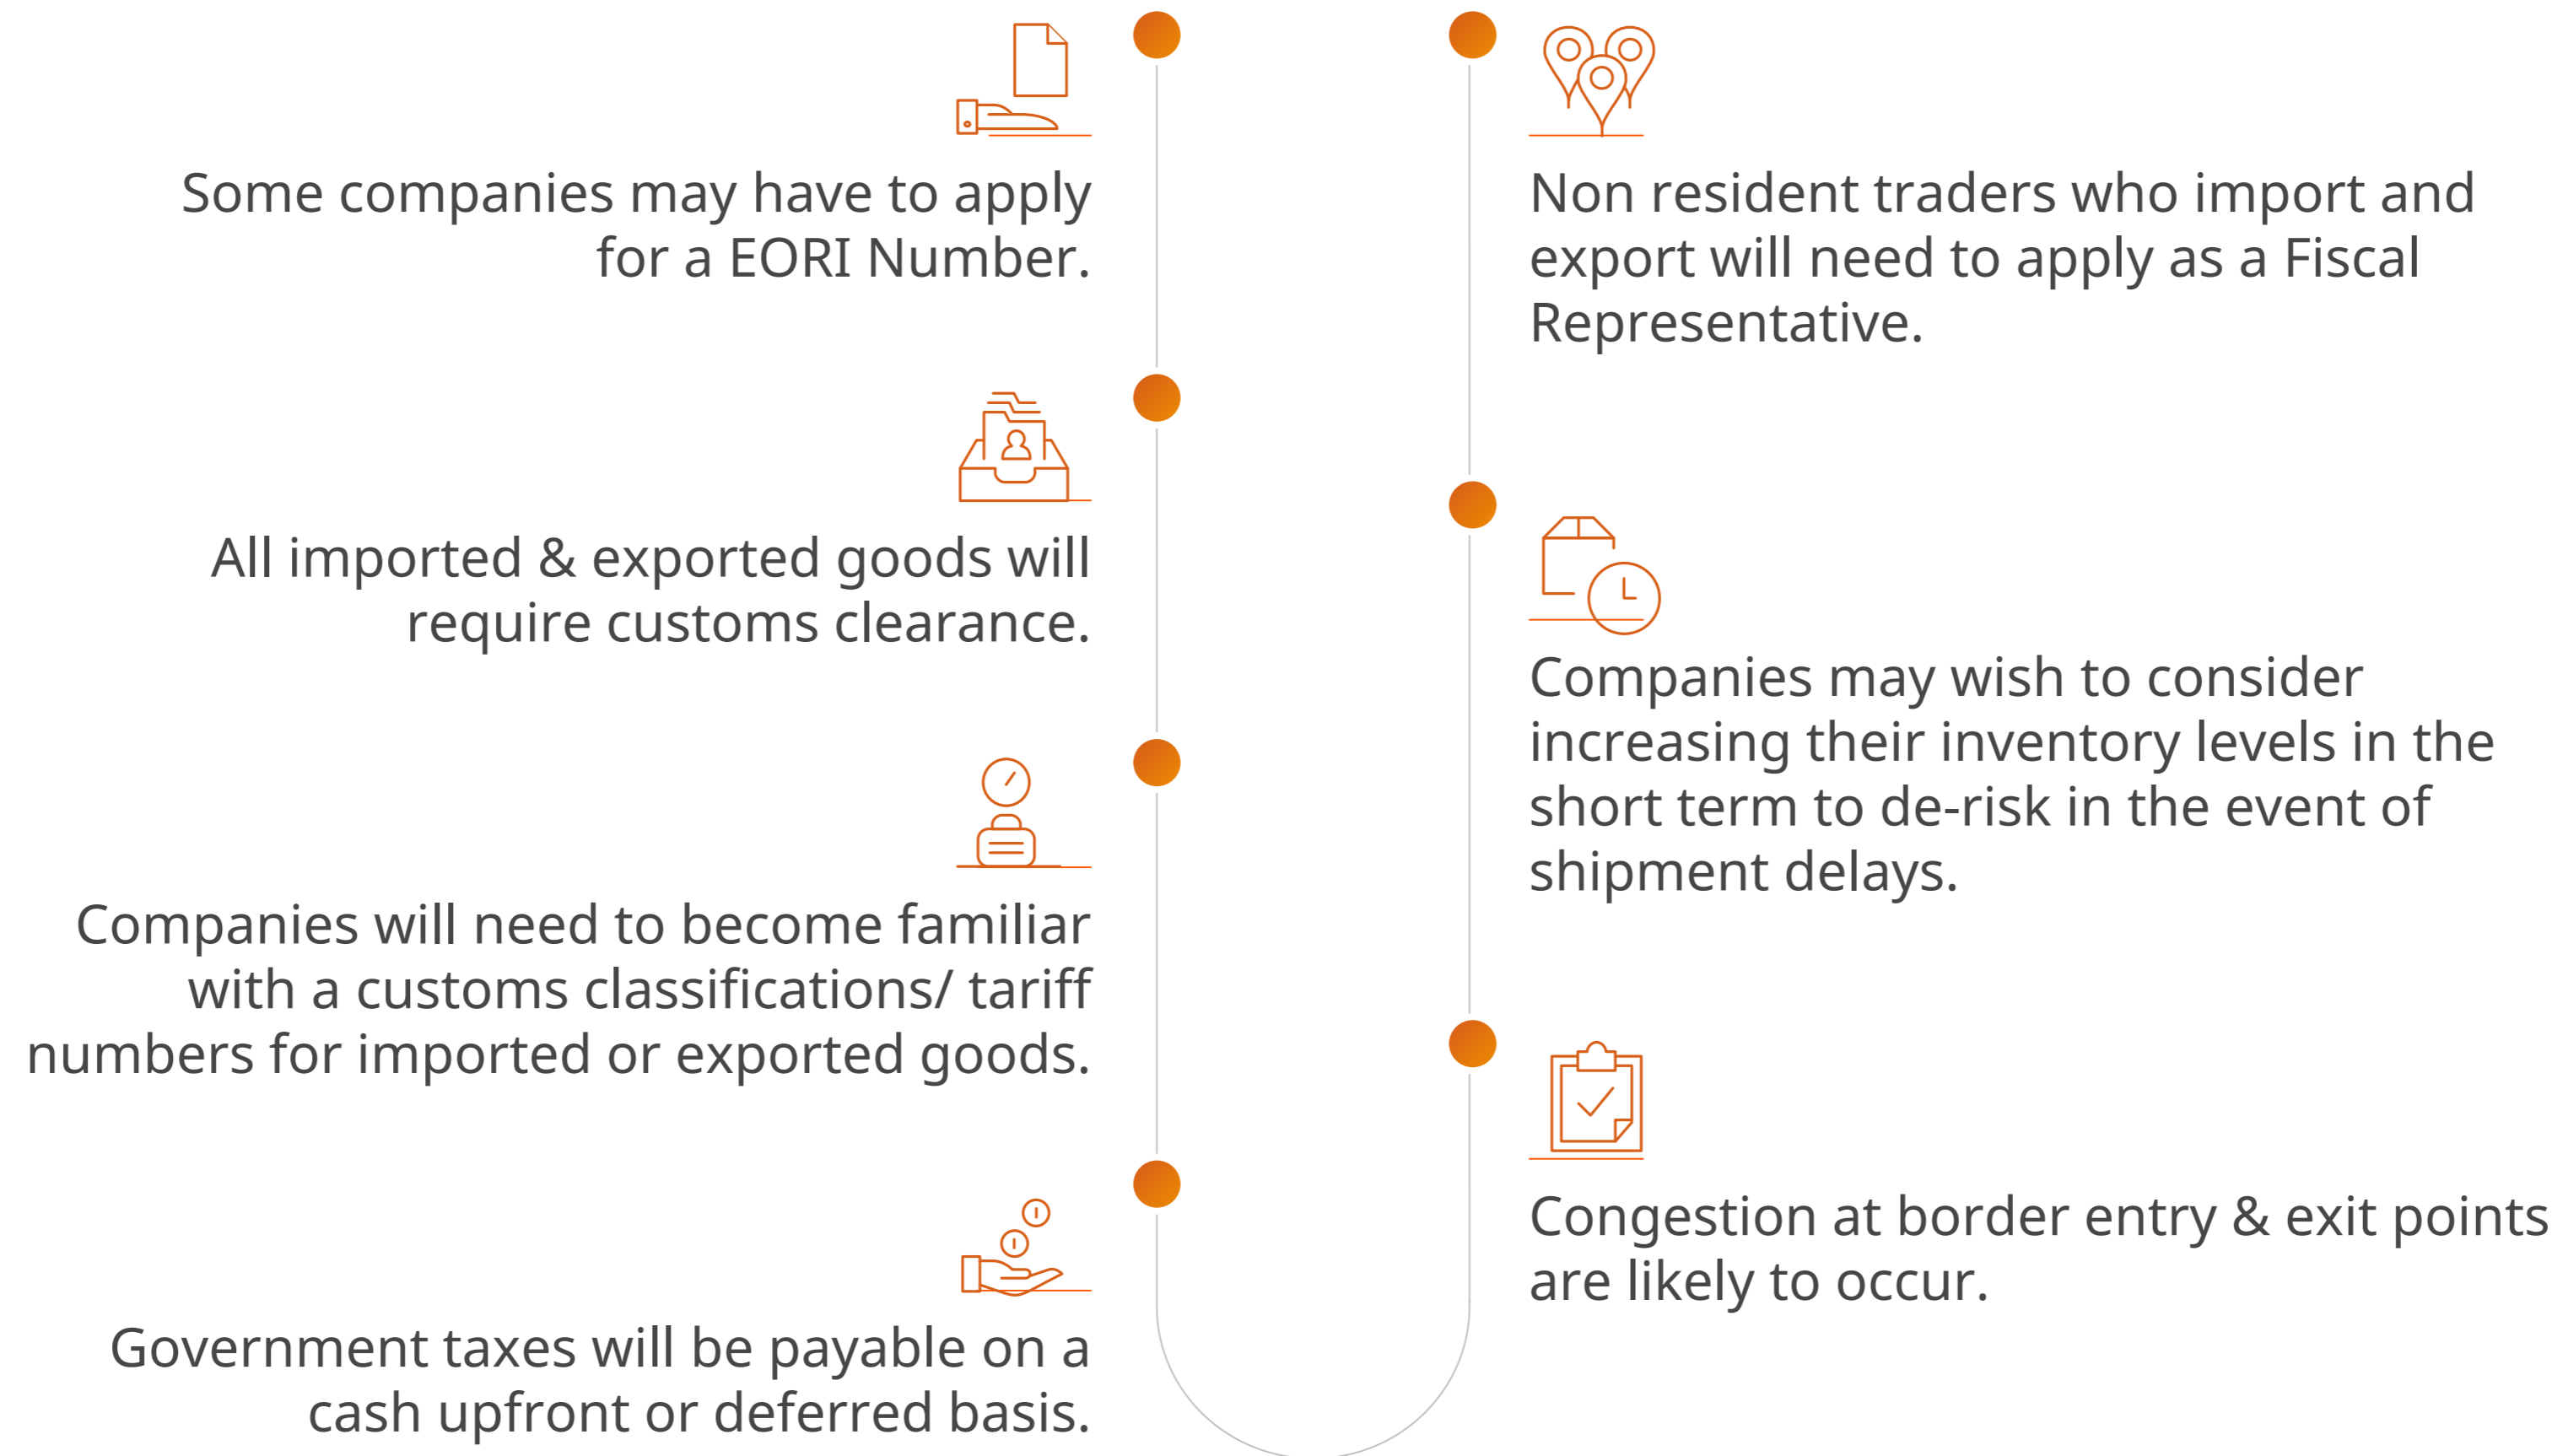 Some companies may have to apply
for a EORI Number.
All imported & exported goods will
require customs clearance.
Companies will need to become familiar
with a customs classifications/ tariff
numbers for imported or exported goods.
Government taxes will be payable on a
cash upfront or deferred basis.
Non resident traders who import and
export will need to apply as a Fiscal
Representative.
Companies may wish to consider
increasing their inventory levels in the
short term to de-risk in the event of
shipment delays.
Congestion at border entry & exit points
are likely to occur.